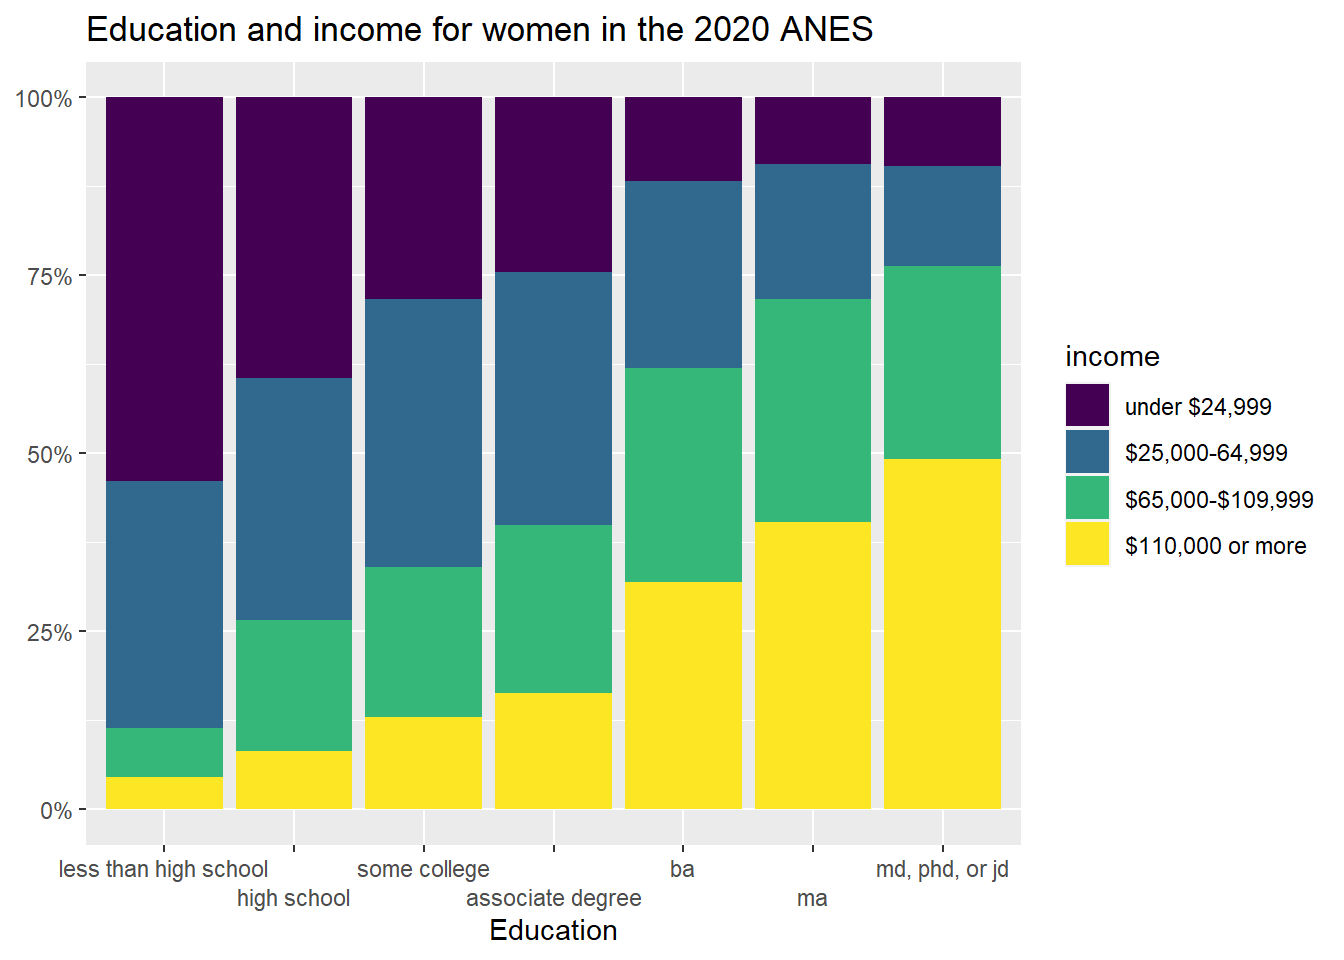 Education and income for women in the 2020 ANES
100%
75%
50%
25%
0%
less than high school
high school
some college
associate degree
ba
ma
md, phd, or jd
Education
income
under $24,999
$25,000-64,999
$65,000-$109,999
$110,000 or more